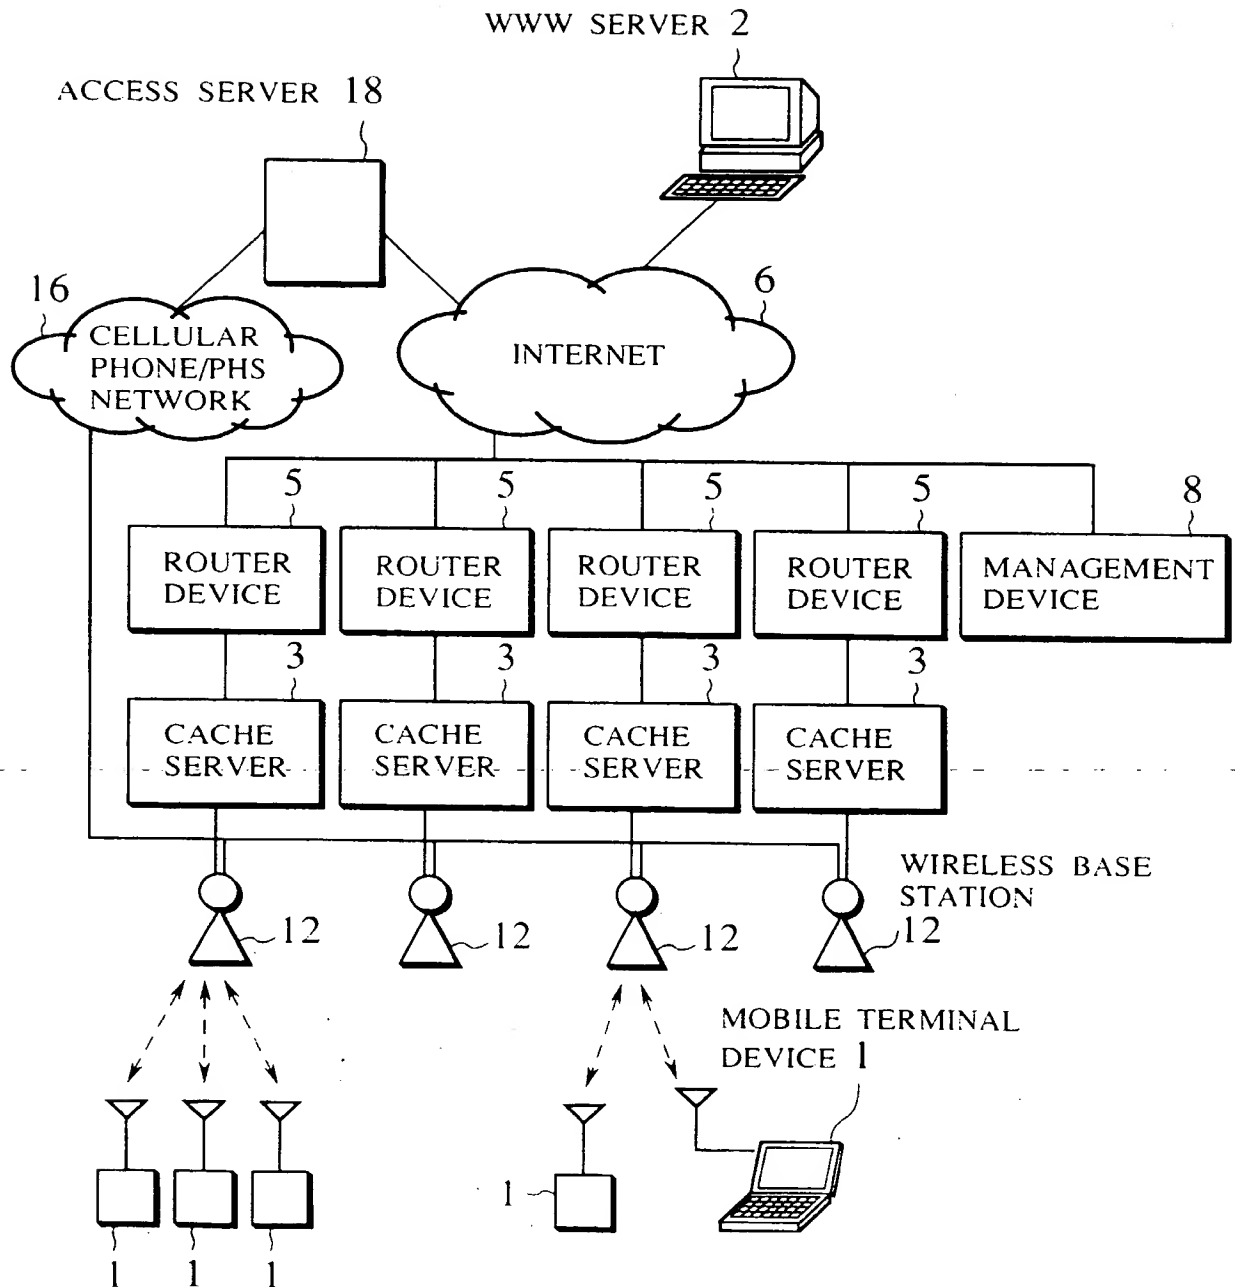 WWW SERVER 2
ACCESS SERVER 18
16
6
CELLULAR
PHONE/PHS
NETWORK
INTERNET
5
5
5
5
8
ROUTER
DEVICE
ROUTER
DEVICE
ROUTER
DEVICE
ROUTER
DEVICE
MANAGEMENT
DEVICE
3
3
3
3
CACHE
SERVER
CACHE
SERVER
CACHE
SERVER
CACHE
SERVER
WIRELESS BASE
STATION
12
12
12
12
MOBILE TERMINAL
DEVICE 1
1
1
1
1